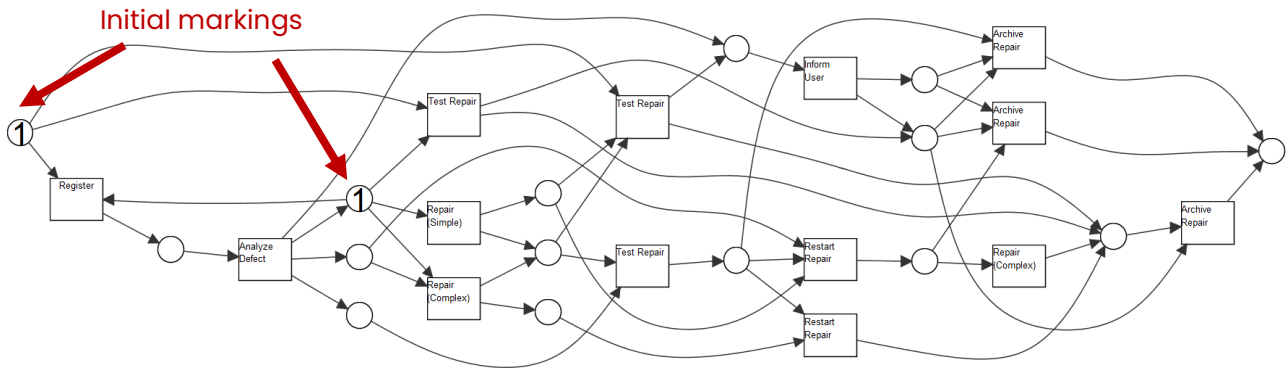 Initial markings
1
Register
Analyze
Defect
1
Test Repair
Repair
(Simple)
Repair
(Complex)
Test Repair
Test Repair
Inform
User
Restart
Repair
Restart
Repair
Archive
Repair
Archive
Repair
Repair
(Complex)
Archive
Repair